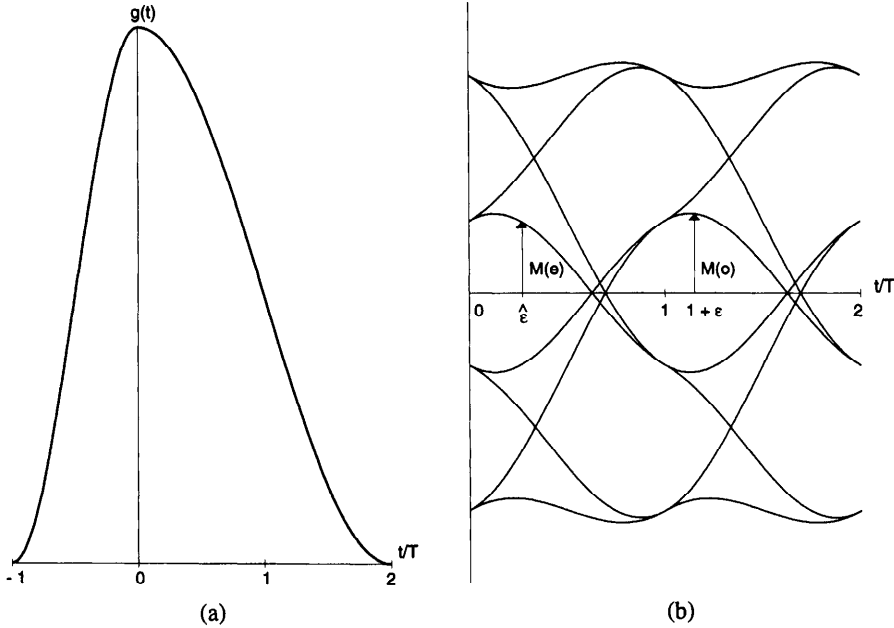 g(t)
t/T
- 1
0
1
2
(a)
M(e)
M(o)
t/T
0
ε̂
1
1 + ε
2
(b)